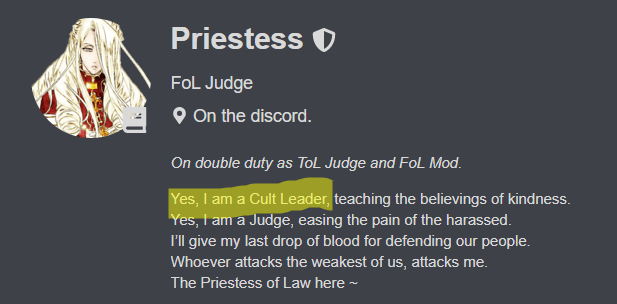 Priestess
FoL Judge
On the discord.
On double duty as ToL Judge and FoL Mod.
Yes, I am a Cult Leader, teaching the believings of kindness.
Yes, I am a Judge, easing the pain of the harassed.
I’ll give my last drop of blood for defending our people.
Whoever attacks the weakest of us, attacks me.
The Priestess of Law here ~